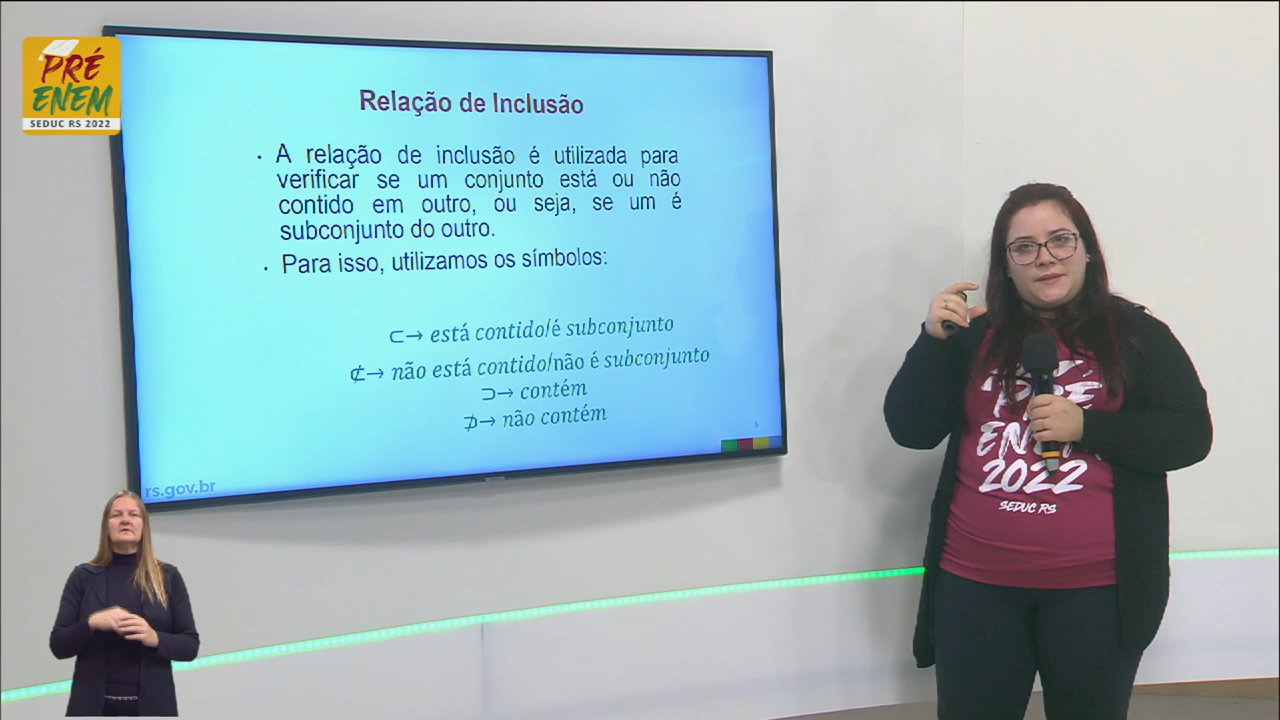 PRÉ
ENEM
SEDUC RS 2022
Relação de Inclusão
· A relação de inclusão é utilizada para
verificar se um conjunto está ou não
contido em outro, ou seja, se um é
subconjunto do outro.
· Para isso, utilizamos os símbolos:
⊂→ está contido/é subconjunto
⊄→ não está contido/não é subconjunto
⊃→ contém
⊅→ não contém
5
rs.gov.br
PRÉ
ENEM
2022
SEDUC RS